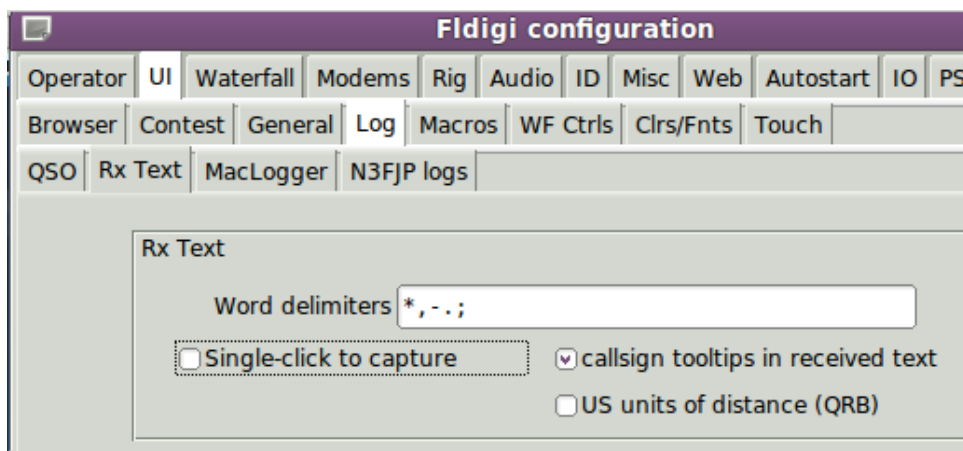 Fldigi configuration
Operator UI Waterfall Modems Rig Audio ID Misc Web Autostart IO PS
Browser Contest General Log Macros WF Ctrls Clrs/Fnts Touch
QSO Rx Text MacLogger N3FJP logs
Rx Text
Word delimiters *,-.;
Single-click to capture callsign tooltips in received text
US units of distance (QRB)